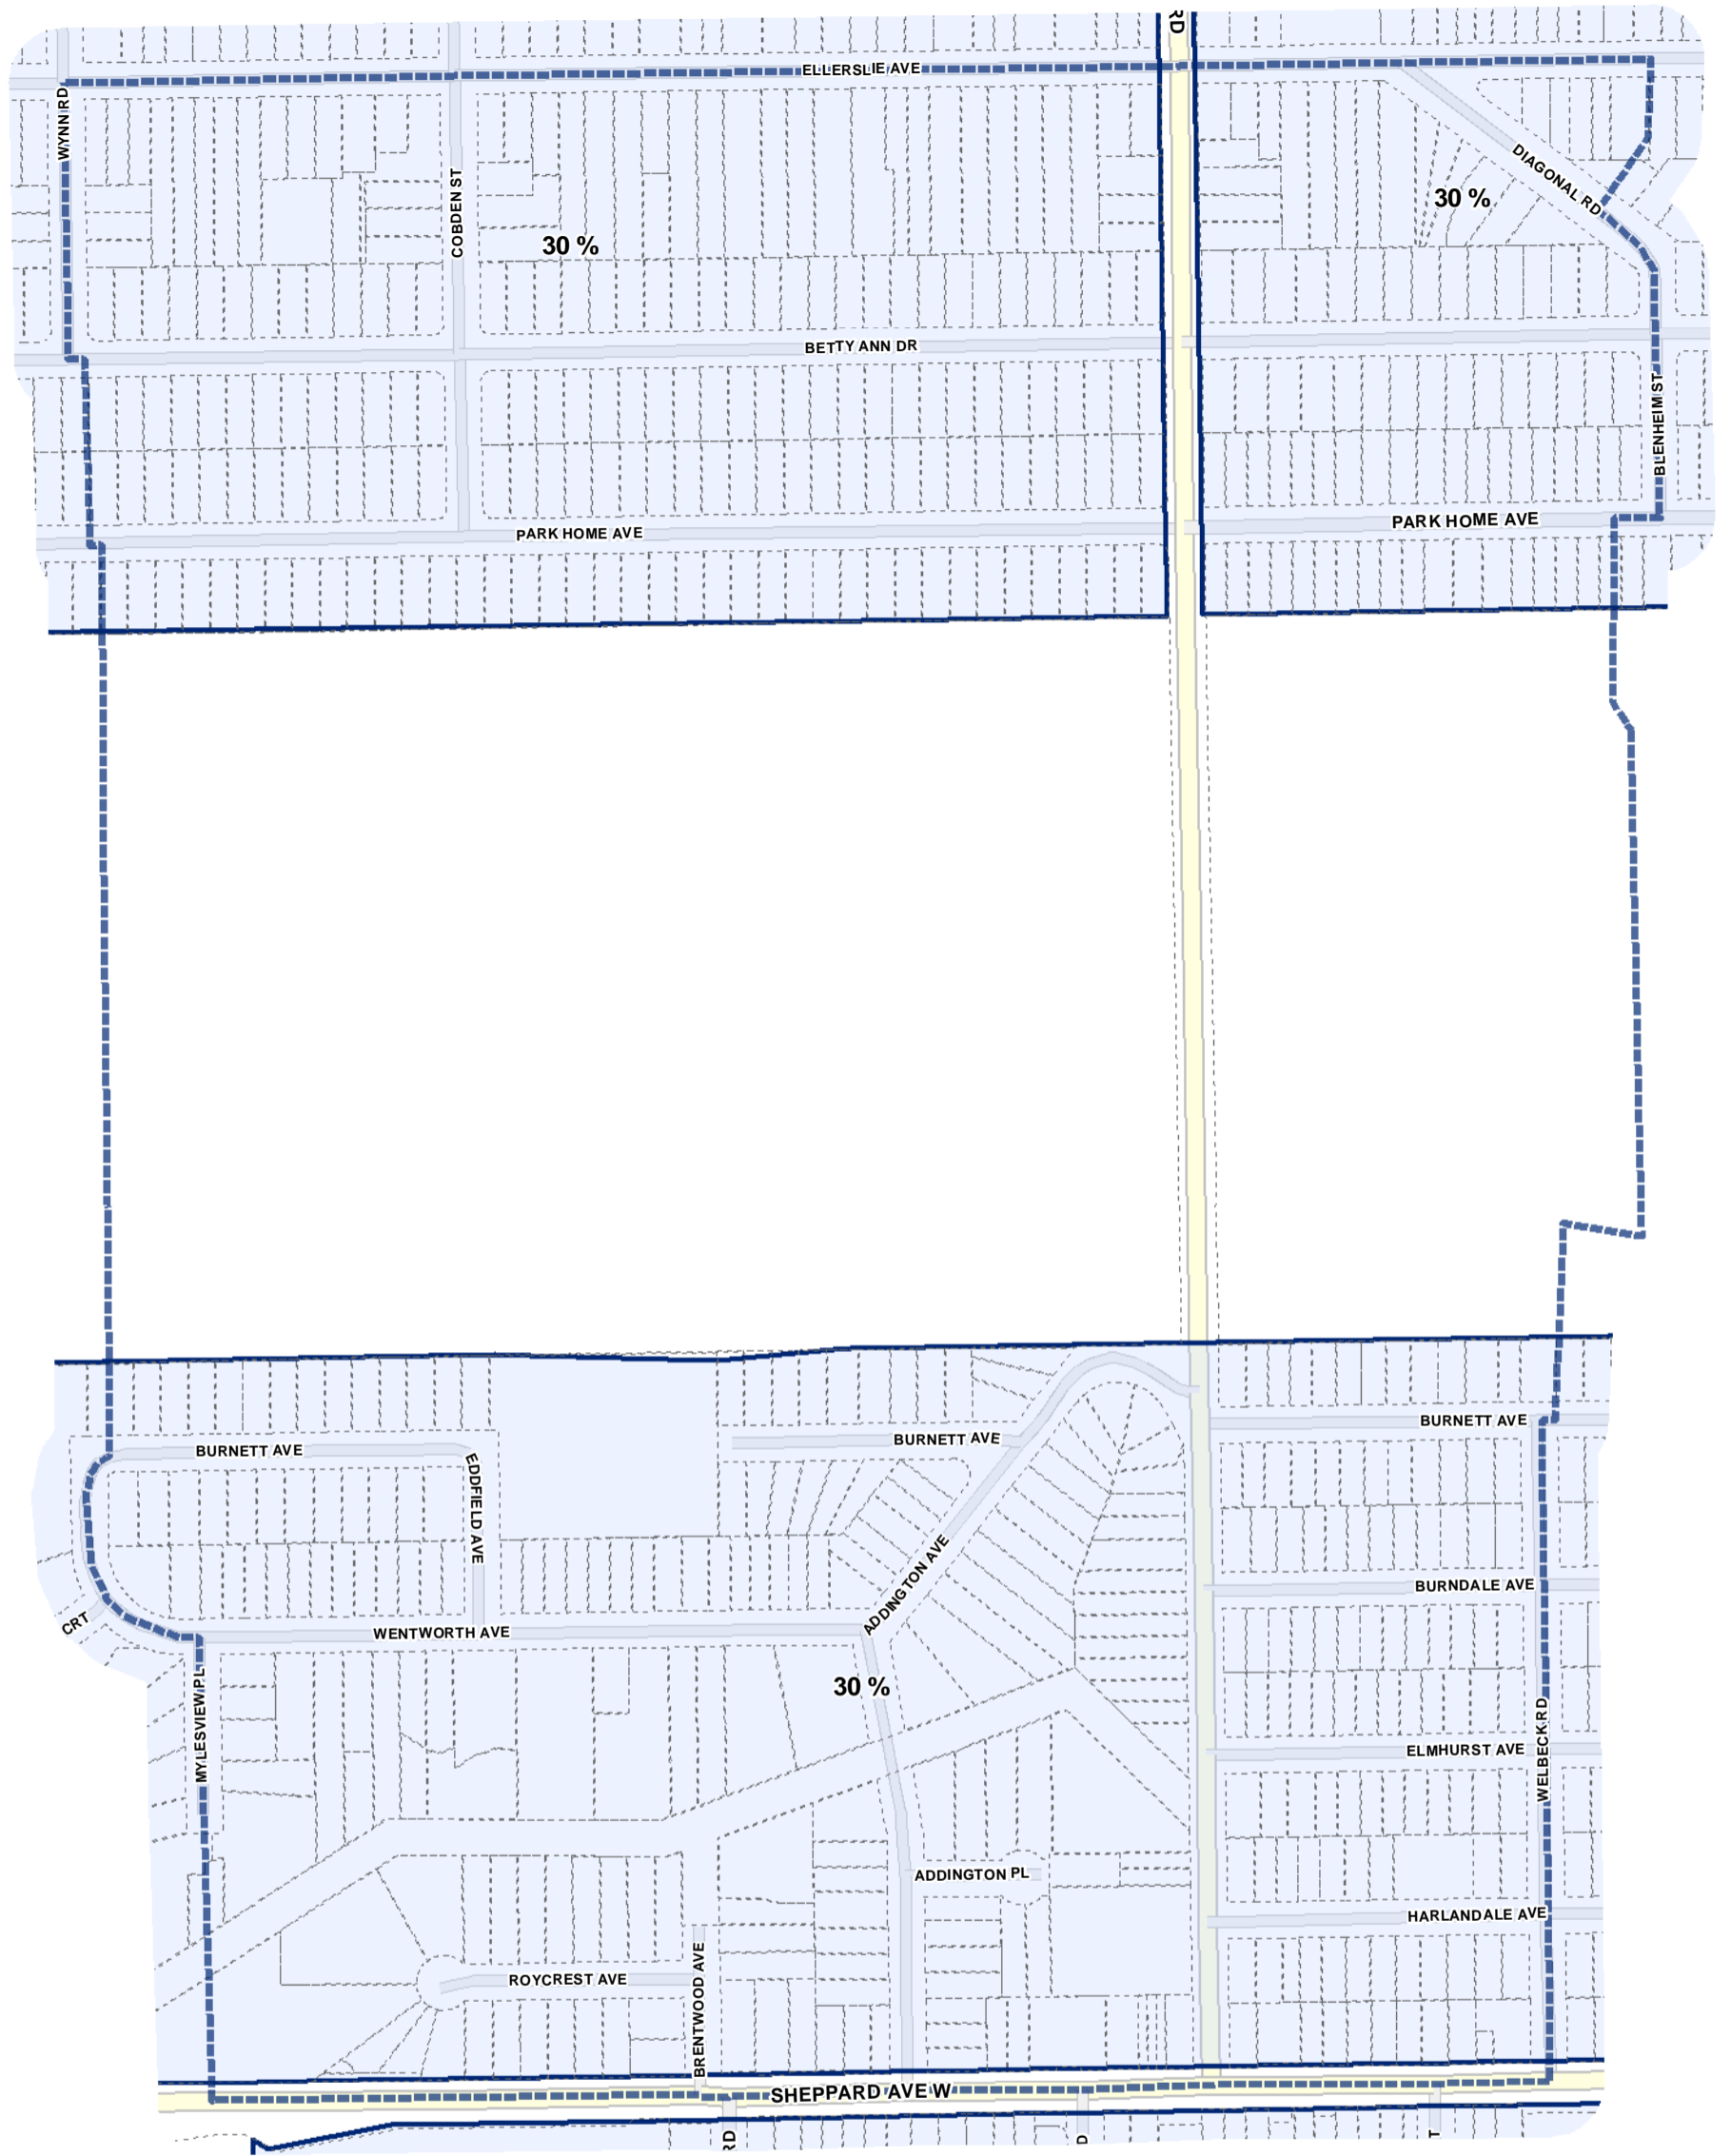 RD
ELLERSLIE AVE
WYNN RD
COBDEN ST
DIAGONAL RD
30 %
30 %
BETTY ANN DR
BLENHEIM ST
PARK HOME AVE
PARK HOME AVE
BURNETT AVE
BURNETT AVE
BURNETT AVE
EDDFIELD AVE
ADDINGTON AVE
BURNDALE AVE
CRT
WENTWORTH AVE
30 %
MYLESVIEW PL
WELBECK RD
ELMHURST AVE
ADDINGTON PL
HARLANDALE AVE
ROYCREST AVE
BRENTWOOD AVE
SHEPPARD AVE W
RD
D
T